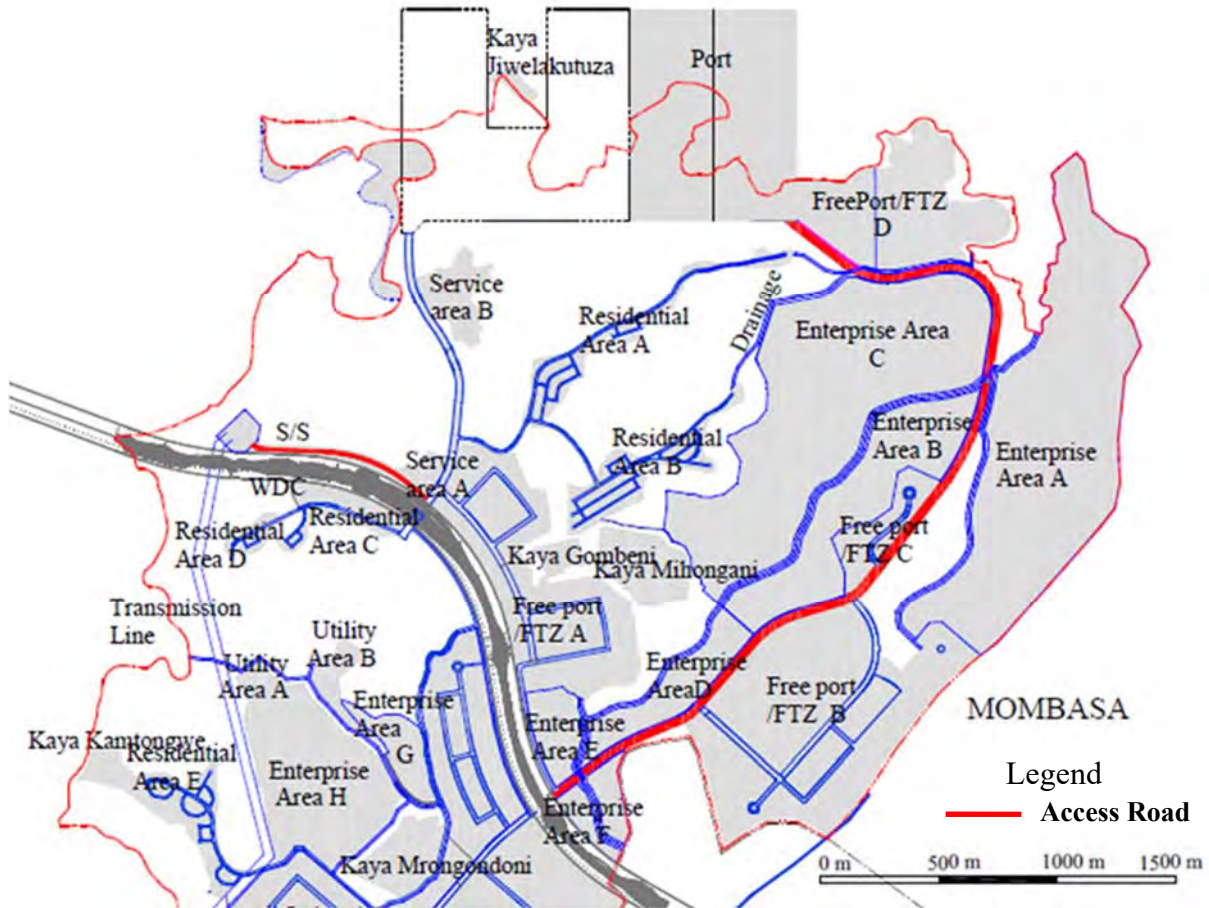 Kaya
Jiwelakutuza
Port
FreePort/FTZ
D
Service
area B
Residential
Area A
Drainage
Enterprise Area
C
S/S
Residential
Area B
Enterprise
Area B
Enterprise
Area A
Service
area A
WDC
Residential
Area D
Residential
Area C
Free port
/FTZ C
Kaya Gombeni
Kaya Mihongani
Transmission
Line
Utility
Area B
Free port
/FTZ A
Utility
Area A
Enterprise
AreaD
Free port
/FTZ B
Enterprise
Area
G
MOMBASA
Kaya Kamtongwe
Residential
Area E
Enterprise
Area E
Enterprise
Area H
Legend
Access Road
Enterprise
Area F
Kaya Mrongondoni
0 m 500 m 1000 m 1500 m